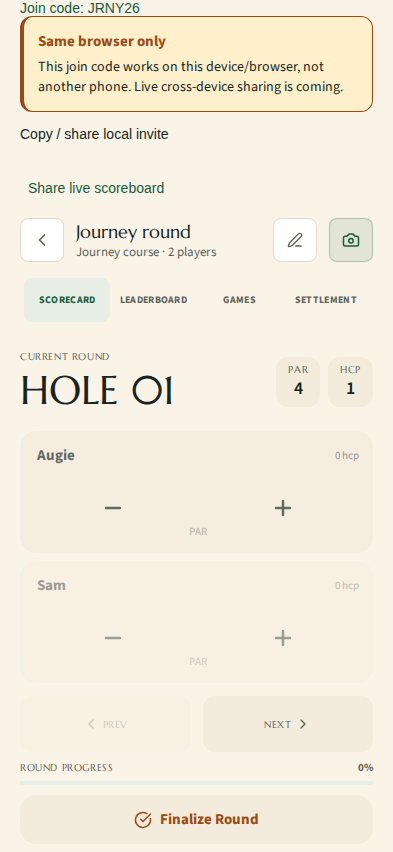 Join code: JRNY26
Same browser only
This join code works on this device/browser, not
another phone. Live cross-device sharing is coming.
Copy / share local invite
Share live scoreboard
Journey round
Journey course · 2 players
SCORECARD LEADERBOARD GAMES SETTLEMENT
CURRENT ROUND
HOLE 01
PAR
4
HCP
1
Augie
0 hcp
− +
PAR
Sam
0 hcp
− +
PAR
PREV
NEXT
ROUND PROGRESS
0%
Finalize Round